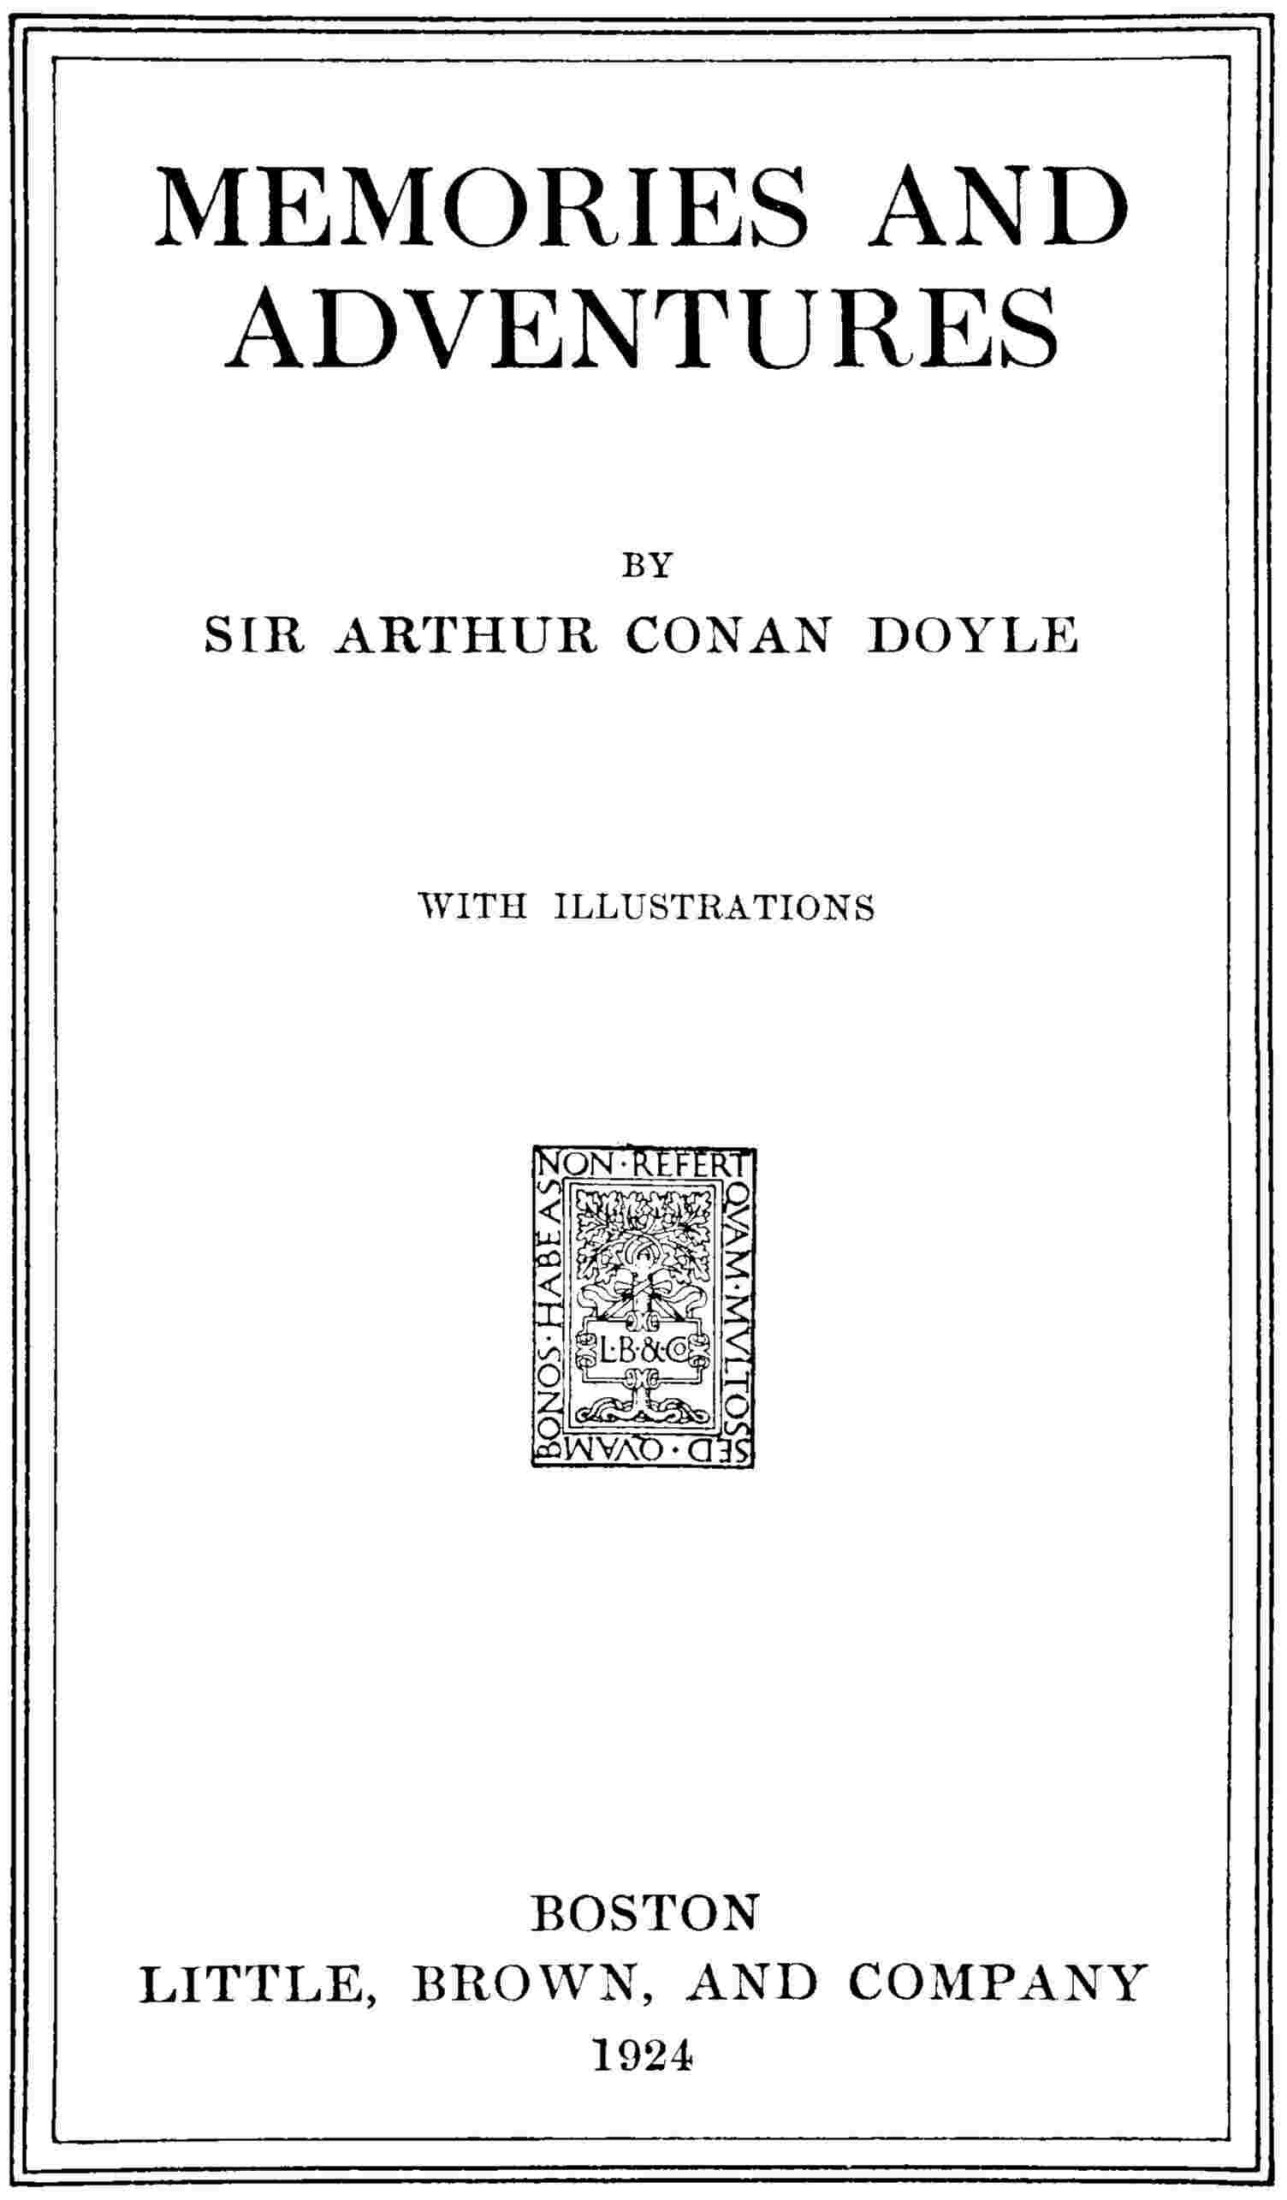 MEMORIES AND
ADVENTURES
BY
SIR ARTHUR CONAN DOYLE
WITH ILLUSTRATIONS
NON·REFERT
QVAM·MVLTOS
SED·QVAM
BONOS·HABEAS
L·B·&·Co
BOSTON
LITTLE, BROWN, AND COMPANY
1924